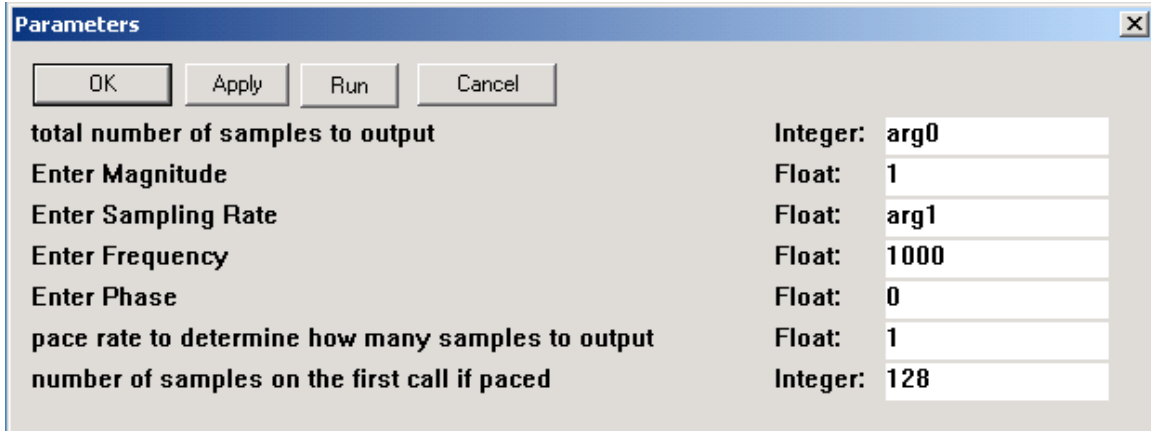 Parameters
OK Apply Run Cancel
total number of samples to output Integer: arg0
Enter Magnitude Float: 1
Enter Sampling Rate Float: arg1
Enter Frequency Float: 1000
Enter Phase Float: 0
pace rate to determine how many samples to output Float: 1
number of samples on the first call if paced Integer: 128